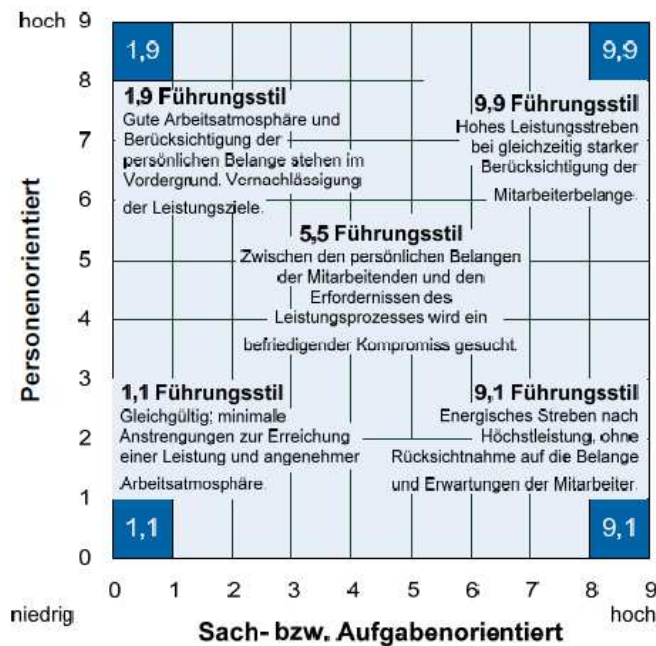 hoch 9
1,9
9,9
8
1,9 Führungsstil
Gute Arbeitsatmosphäre und
Berücksichtigung der
persönlichen Belange stehen im
Vordergrund. Vernachlässigung
der Leistungsziele.
9,9 Führungsstil
Hohes Leistungsstreben
bei gleichzeitig starker
Berücksichtigung der
Mitarbeiterbelange.
7
6
5,5 Führungsstil
Zwischen den persönlichen Belangen
der Mitarbeitenden und den
Erfordernissen des
Leistungsprozesses wird ein
befriedigender Kompromiss gesucht.
5
4
Personenorientiert
3
1,1 Führungsstil
Gleichgültig; minimale
Anstrengungen zur Erreichung
einer Leistung und angenehmer
Arbeitsatmosphäre.
9,1 Führungsstil
Energisches Streben nach
Höchstleistung, ohne
Rücksichtnahme auf die Belange
und Erwartungen der Mitarbeiter.
2
1
1,1
9,1
0
0 1 2 3 4 5 6 7 8 9
niedrig
hoch
Sach- bzw. Aufgabenorientiert